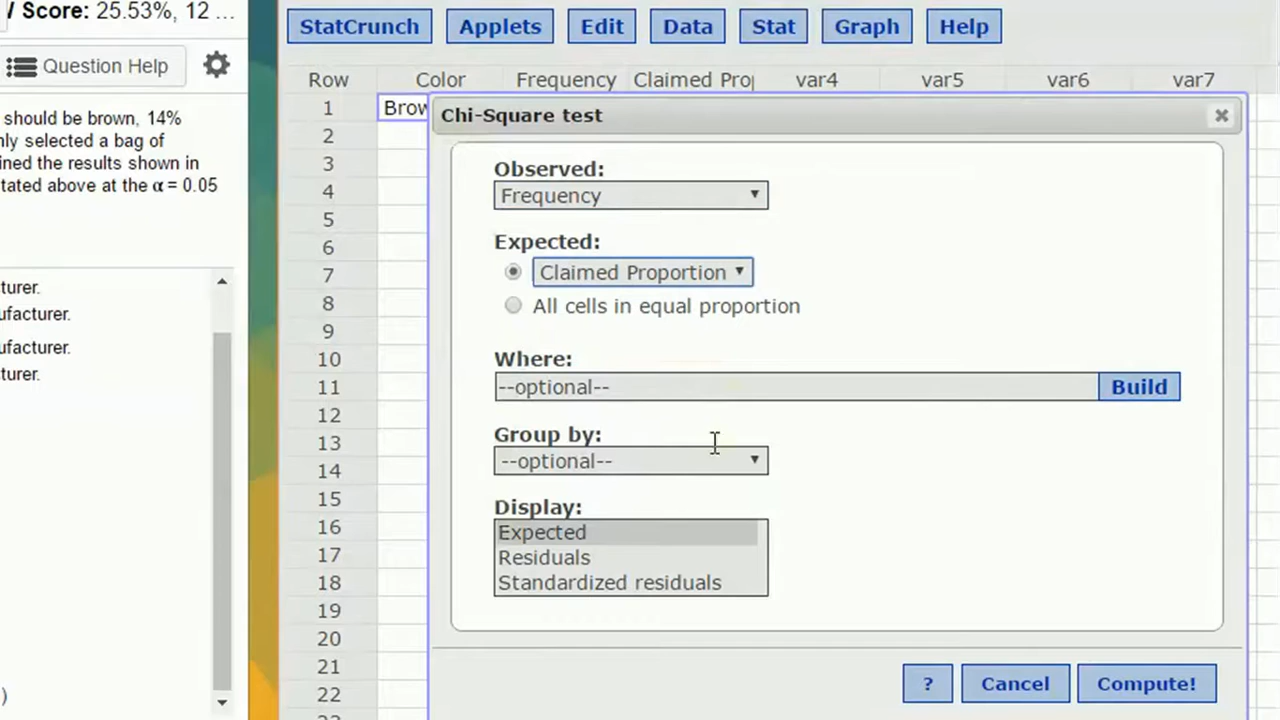 / Score: 25.53%, 12 ...
Question Help
should be brown, 14%
nly selected a bag of
ined the results shown in
tated above at the α = 0.05
turer.
ufacturer.
ufacturer.
turer.
)
StatCrunch Applets Edit Data Stat Graph Help
Row Color Frequency Claimed Pro var4 var5 var6 var7
1 Brow
2
3
4
5
6
7
8
9
10
11
12
13
14
15
16
17
18
19
20
21
22
Chi-Square test
Observed:
Frequency
Expected:
Claimed Proportion
All cells in equal proportion
Where:
--optional-- Build
Group by:
--optional--
Display:
Expected
Residuals
Standardized residuals
? Cancel Compute!